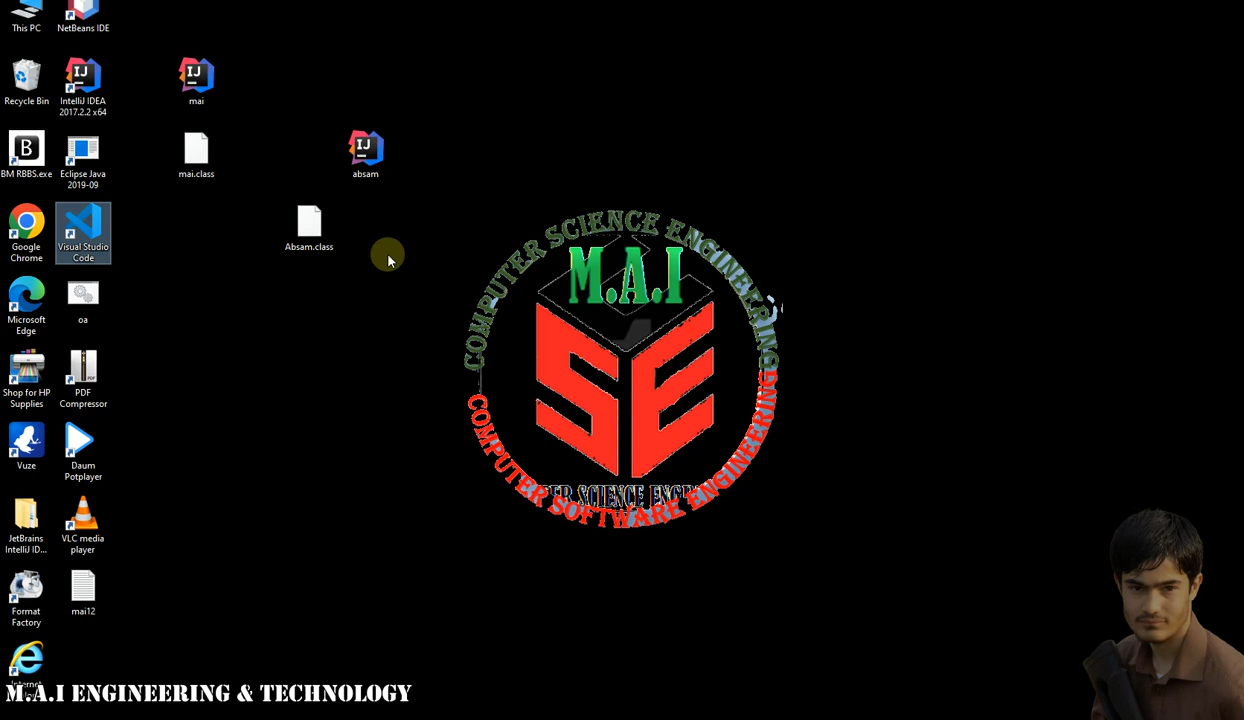 This PC
NetBeans IDE
Recycle Bin
IntelliJ IDEA
2017.2.2 x64
mai
BM RBBS.exe
Eclipse Java
2019-09
mai.class
absam
Google
Chrome
Visual Studio
Code
Absam.class
Microsoft
Edge
oa
Shop for HP
Supplies
PDF
Compressor
Vuze
Daum
Potplayer
JetBrains
IntelliJ ID...
VLC media
player
Format
Factory
mai12
Internet
COMPUTER SCIENCE ENGINEERING
M.A.I
SE
COMPUTER SOFTWARE ENGINEERING
M.A.I ENGINEERING & TECHNOLOGY